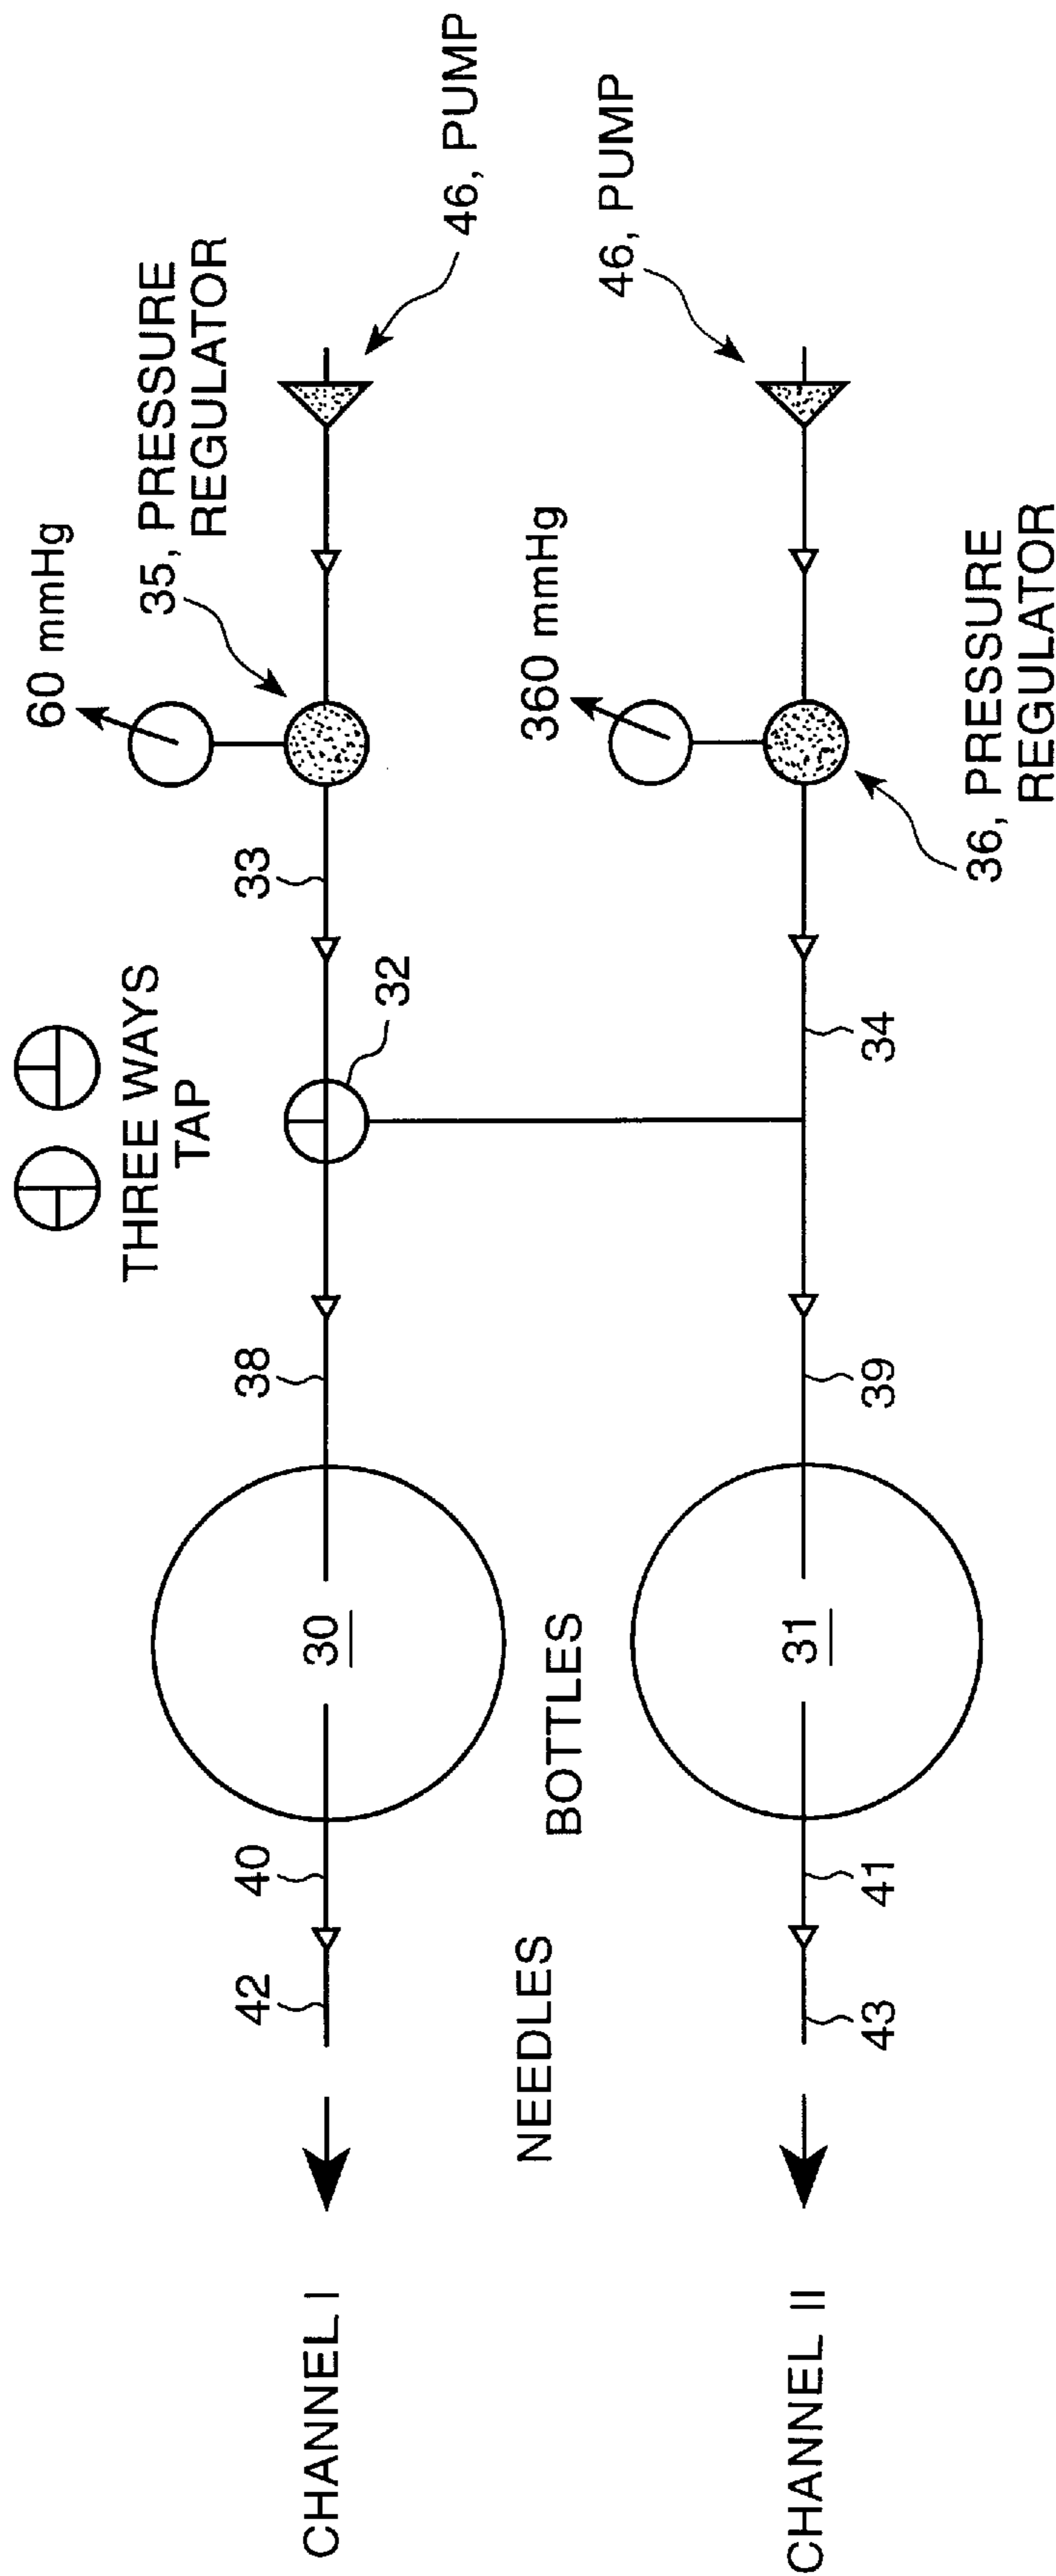 THREE WAYS
TAP
60 mmHg
35, PRESSURE
REGULATOR
46, PUMP
33
32
38
30
40
42
CHANNEL I
NEEDLES
BOTTLES
360 mmHg
46, PUMP
34
39
31
41
43
CHANNEL II
36, PRESSURE
REGULATOR